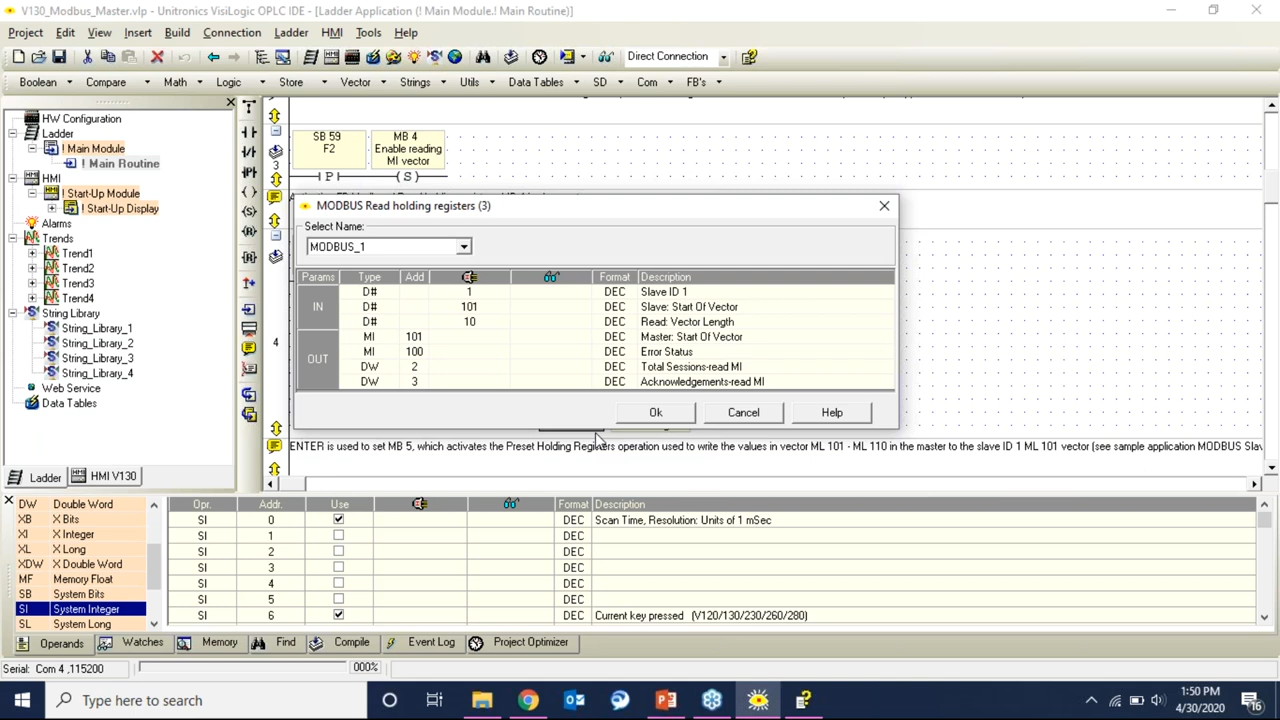 V130_Modbus_Master.vlp - Unitronics VisiLogic OPLC IDE - [Ladder Application (! Main Module.! Main Routine)]
Project Edit View Insert Build Connection Ladder HMI Tools Help
Direct Connection
Boolean Compare Math Logic Store Vector Strings Utils Data Tables SD Com FB's
HW Configuration
Ladder
! Main Module
! Main Routine
HMI
! Start-Up Module
! Start-Up Display
Alarms
Trends
Trend1
Trend2
Trend3
Trend4
String Library
String_Library_1
String_Library_2
String_Library_3
String_Library_4
Web Service
Data Tables
Ladder HMI V130
3
SB 59
F2
MB 4
Enable reading
MI vector
P
S
4
MODBUS Read holding registers (3)
Select Name:
MODBUS_1
Params Type Add Format Description
IN
D# 1 DEC Slave ID 1
D# 101 DEC Slave: Start Of Vector
D# 10 DEC Read: Vector Length
OUT
MI 101 DEC Master: Start Of Vector
MI 100 DEC Error Status
DW 2 DEC Total Sessions-read MI
DW 3 DEC Acknowledgements-read MI
Ok Cancel Help
ENTER is used to set MB 5, which activates the Preset Holding Registers operation used to write the values in vector ML 101 - ML 110 in the master to the slave ID 1 ML 101 vector (see sample application MODBUS Slav
DW Double Word
XB X Bits
XI X Integer
XL X Long
XDW X Double Word
MF Memory Float
SB System Bits
SI System Integer
SL System Long
Opr. Addr. Use Format Description
SI 0 DEC Scan Time, Resolution: Units of 1 mSec
SI 1 DEC
SI 2 DEC
SI 3 DEC
SI 4 DEC
SI 5 DEC
SI 6 DEC Current key pressed (V120/130/230/260/280)
Operands Watches Memory Find Compile Event Log Project Optimizer
Serial: Com 4 ,115200 000%
Type here to search
1:50 PM
4/30/2020
16